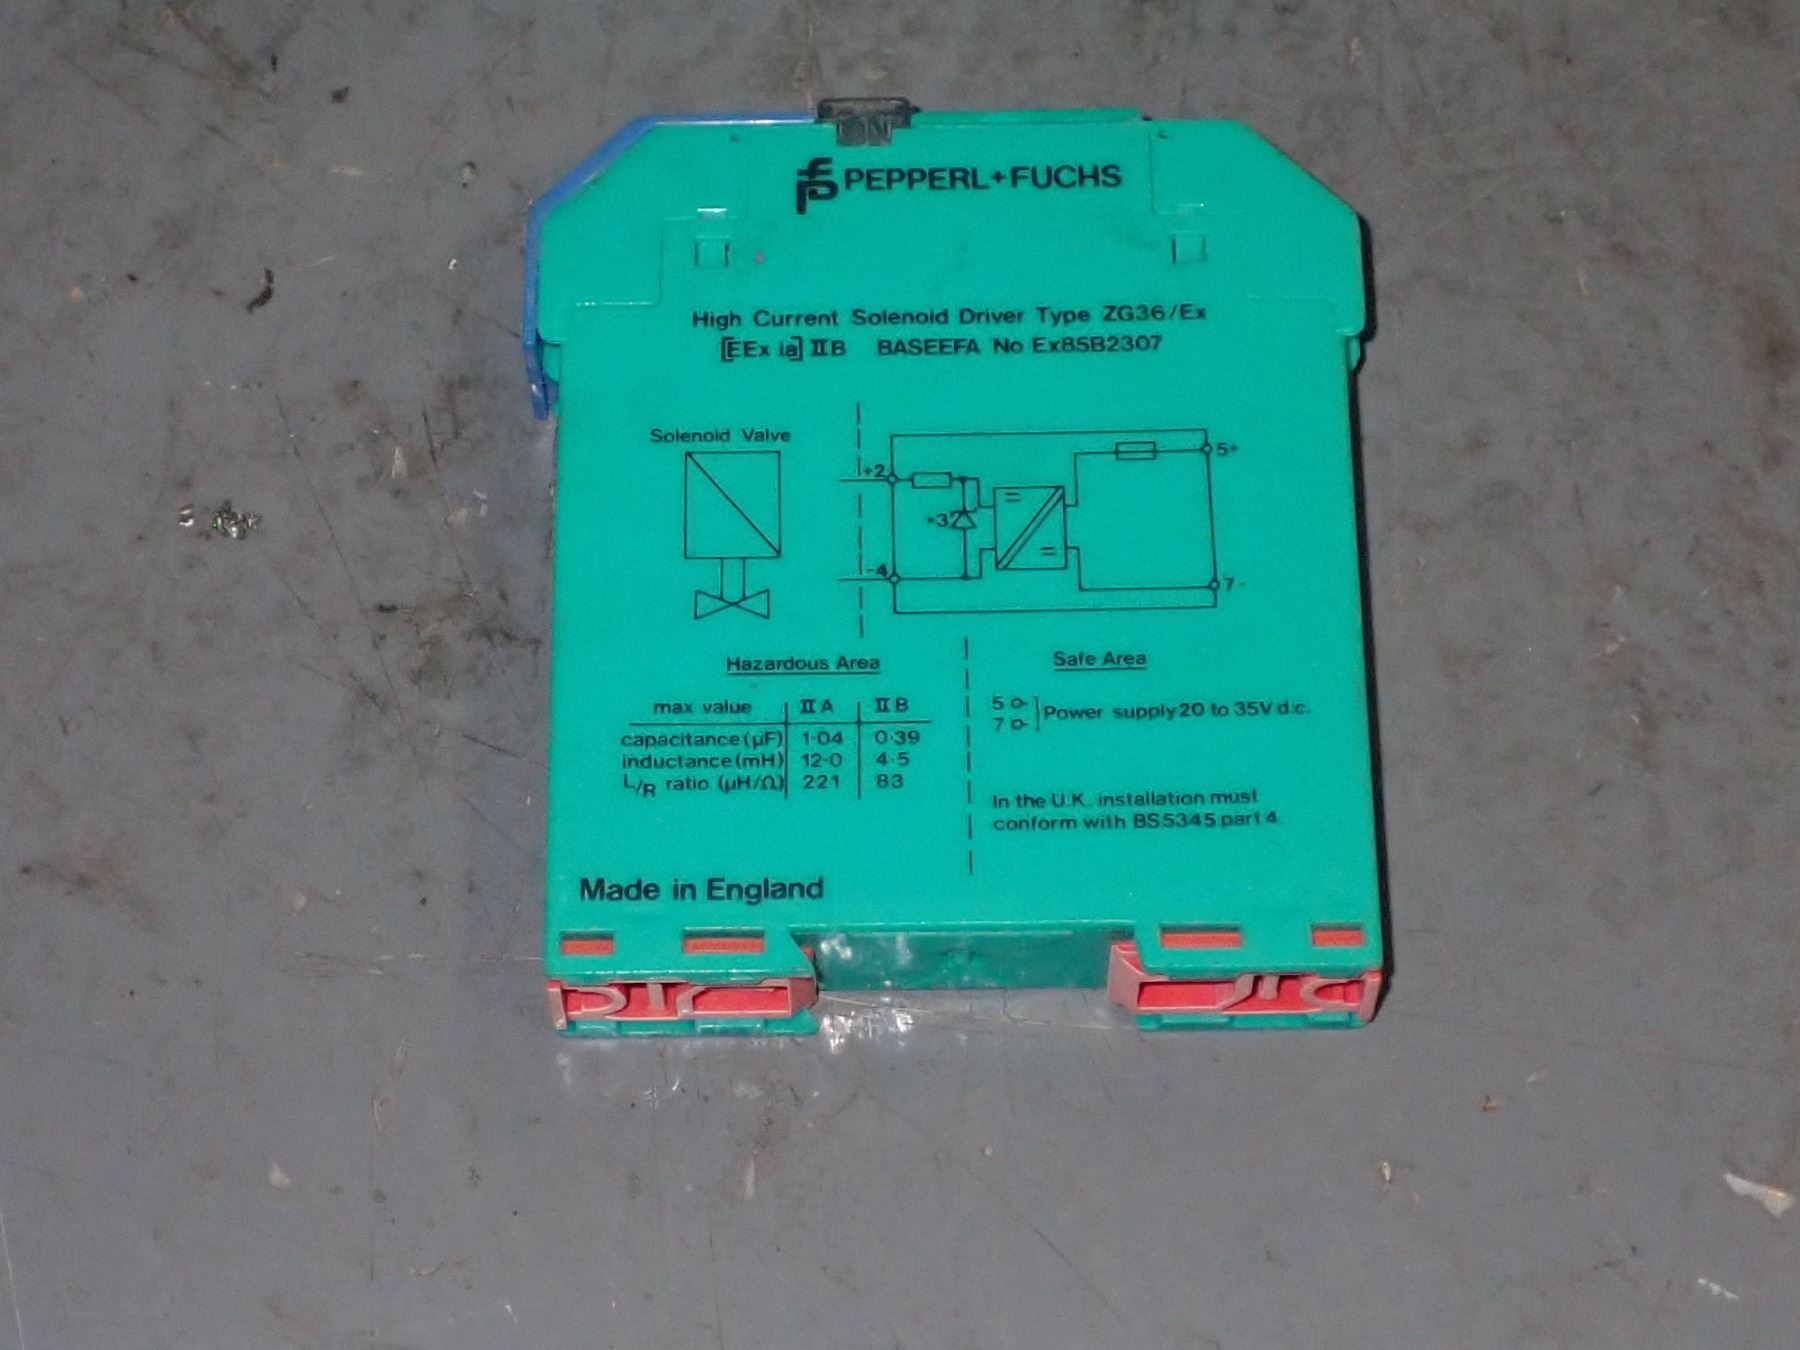 PEPPERL+FUCHS
High Current Solenoid Driver Type ZG36/Ex
[EEx ia] IIB BASEEFA No Ex85B2307
Solenoid Valve
+2
×3
-4
5+
7-
Hazardous Area
max value IIA IIB
capacitance (µF) 1·04 0·39
inductance (mH) 12·0 4·5
L/R ratio (µH/Ω) 221 83
Safe Area
5
7
Power supply 20 to 35V d.c.
In the U.K. installation must
conform with BS5345 part 4.
Made in England